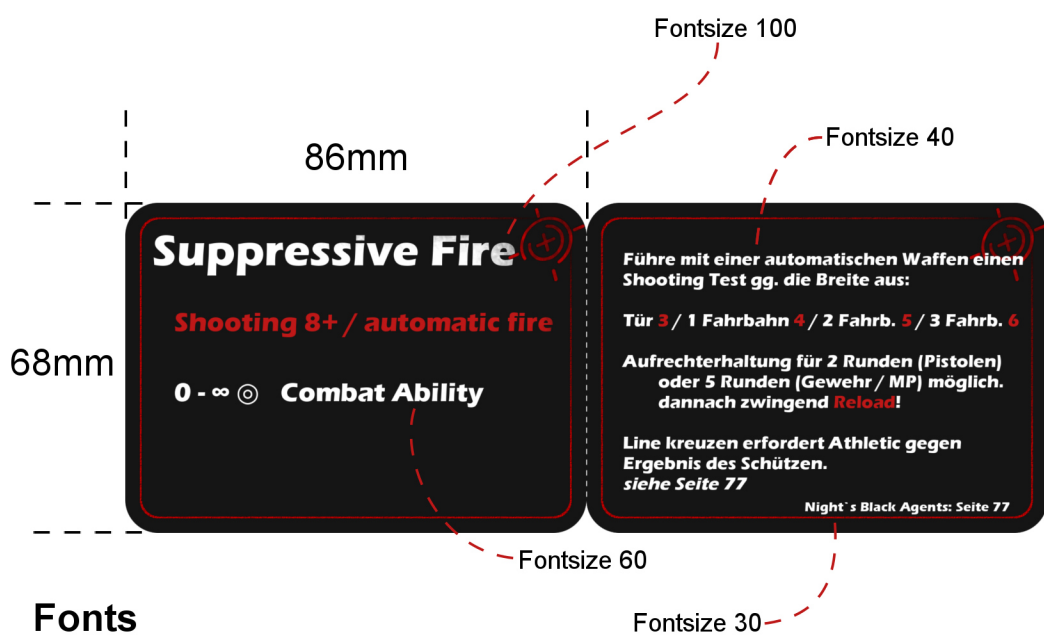 Fontsize 100
86mm
Fontsize 40
68mm
Suppressive Fire
Shooting 8+ / automatic fire
0 - ∞ ◎ Combat Ability
Führe mit einer automatischen Waffen einen
Shooting Test gg. die Breite aus:
Tür 3 / 1 Fahrbahn 4 / 2 Fahrb. 5 / 3 Fahrb. 6
Aufrechterhaltung für 2 Runden (Pistolen)
oder 5 Runden (Gewehr / MP) möglich.
dannach zwingend Reload!
Line kreuzen erfordert Athletic gegen
Ergebnis des Schützen.
siehe Seite 77
Night`s Black Agents: Seite 77
Fontsize 60
Fontsize 30
Fonts